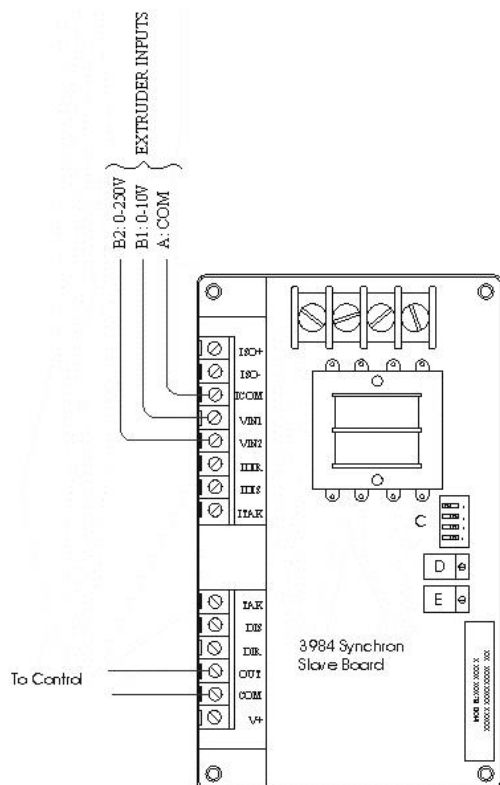 EXTRUDER INPUTS
B2: 0-250V
B1: 0-10V
A: COM
ISO+
ISO-
ICOM
VIN1
VIN2
IDIR
IDIS
ITAK
C
D
E
TAK
DIS
DIR
OUT
COM
V+
To Control
3984 Synchron
Slave Board